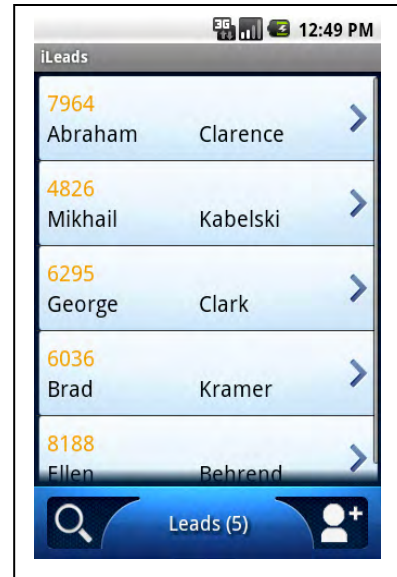 3G 12:49 PM
iLeads
7964
Abraham Clarence
4826
Mikhail Kabelski
6295
George Clark
6036
Brad Kramer
8188
Ellen Behrend
Leads (5)